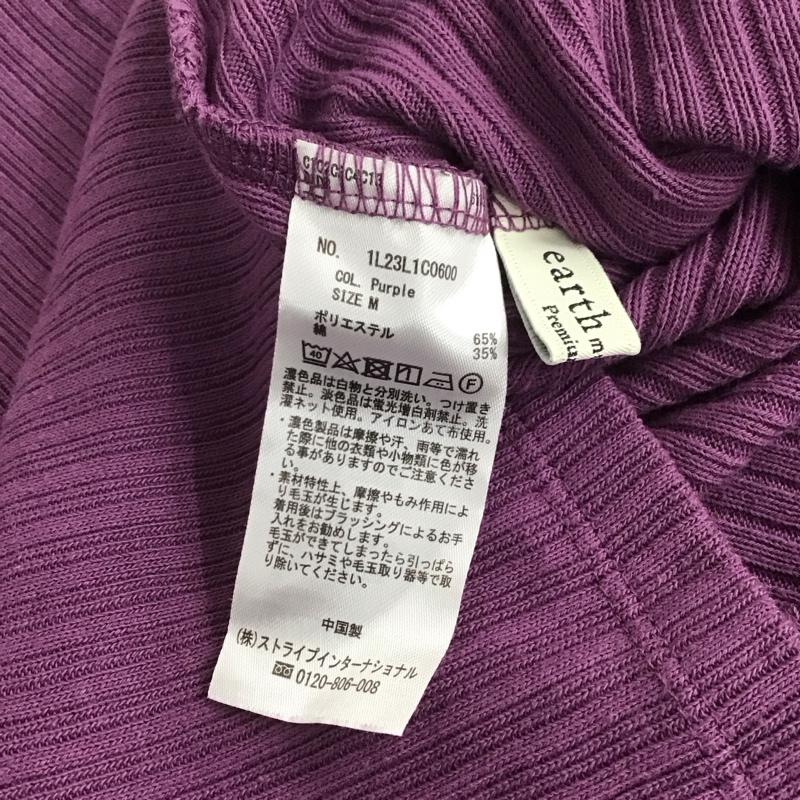 NO. 1L23L1C0600
COL. Purple
SIZE M
ポリエステル 65%
綿 35%
40 F
濃色品は白物と分別洗い。つけ置き
禁止。淡色品は蛍光増白剤禁止。洗
濯ネット使用。アイロンあて布使用。
・濃色製品は摩擦や汗、雨等で濡れ
た際に他の衣類や小物類に色が移
る事がありますのでご注意くださ
い。
・素材特性上、摩擦やもみ作用によ
り毛玉が生じます。
着用後はブラッシングによるお手
入れをお勧めします。
毛玉ができてしまったら引っぱら
ずに、ハサミや毛玉取り器等で取
り除いてください。
中国製
(株)ストライプインターナショナル
0120-806-008
earth m
Premiu